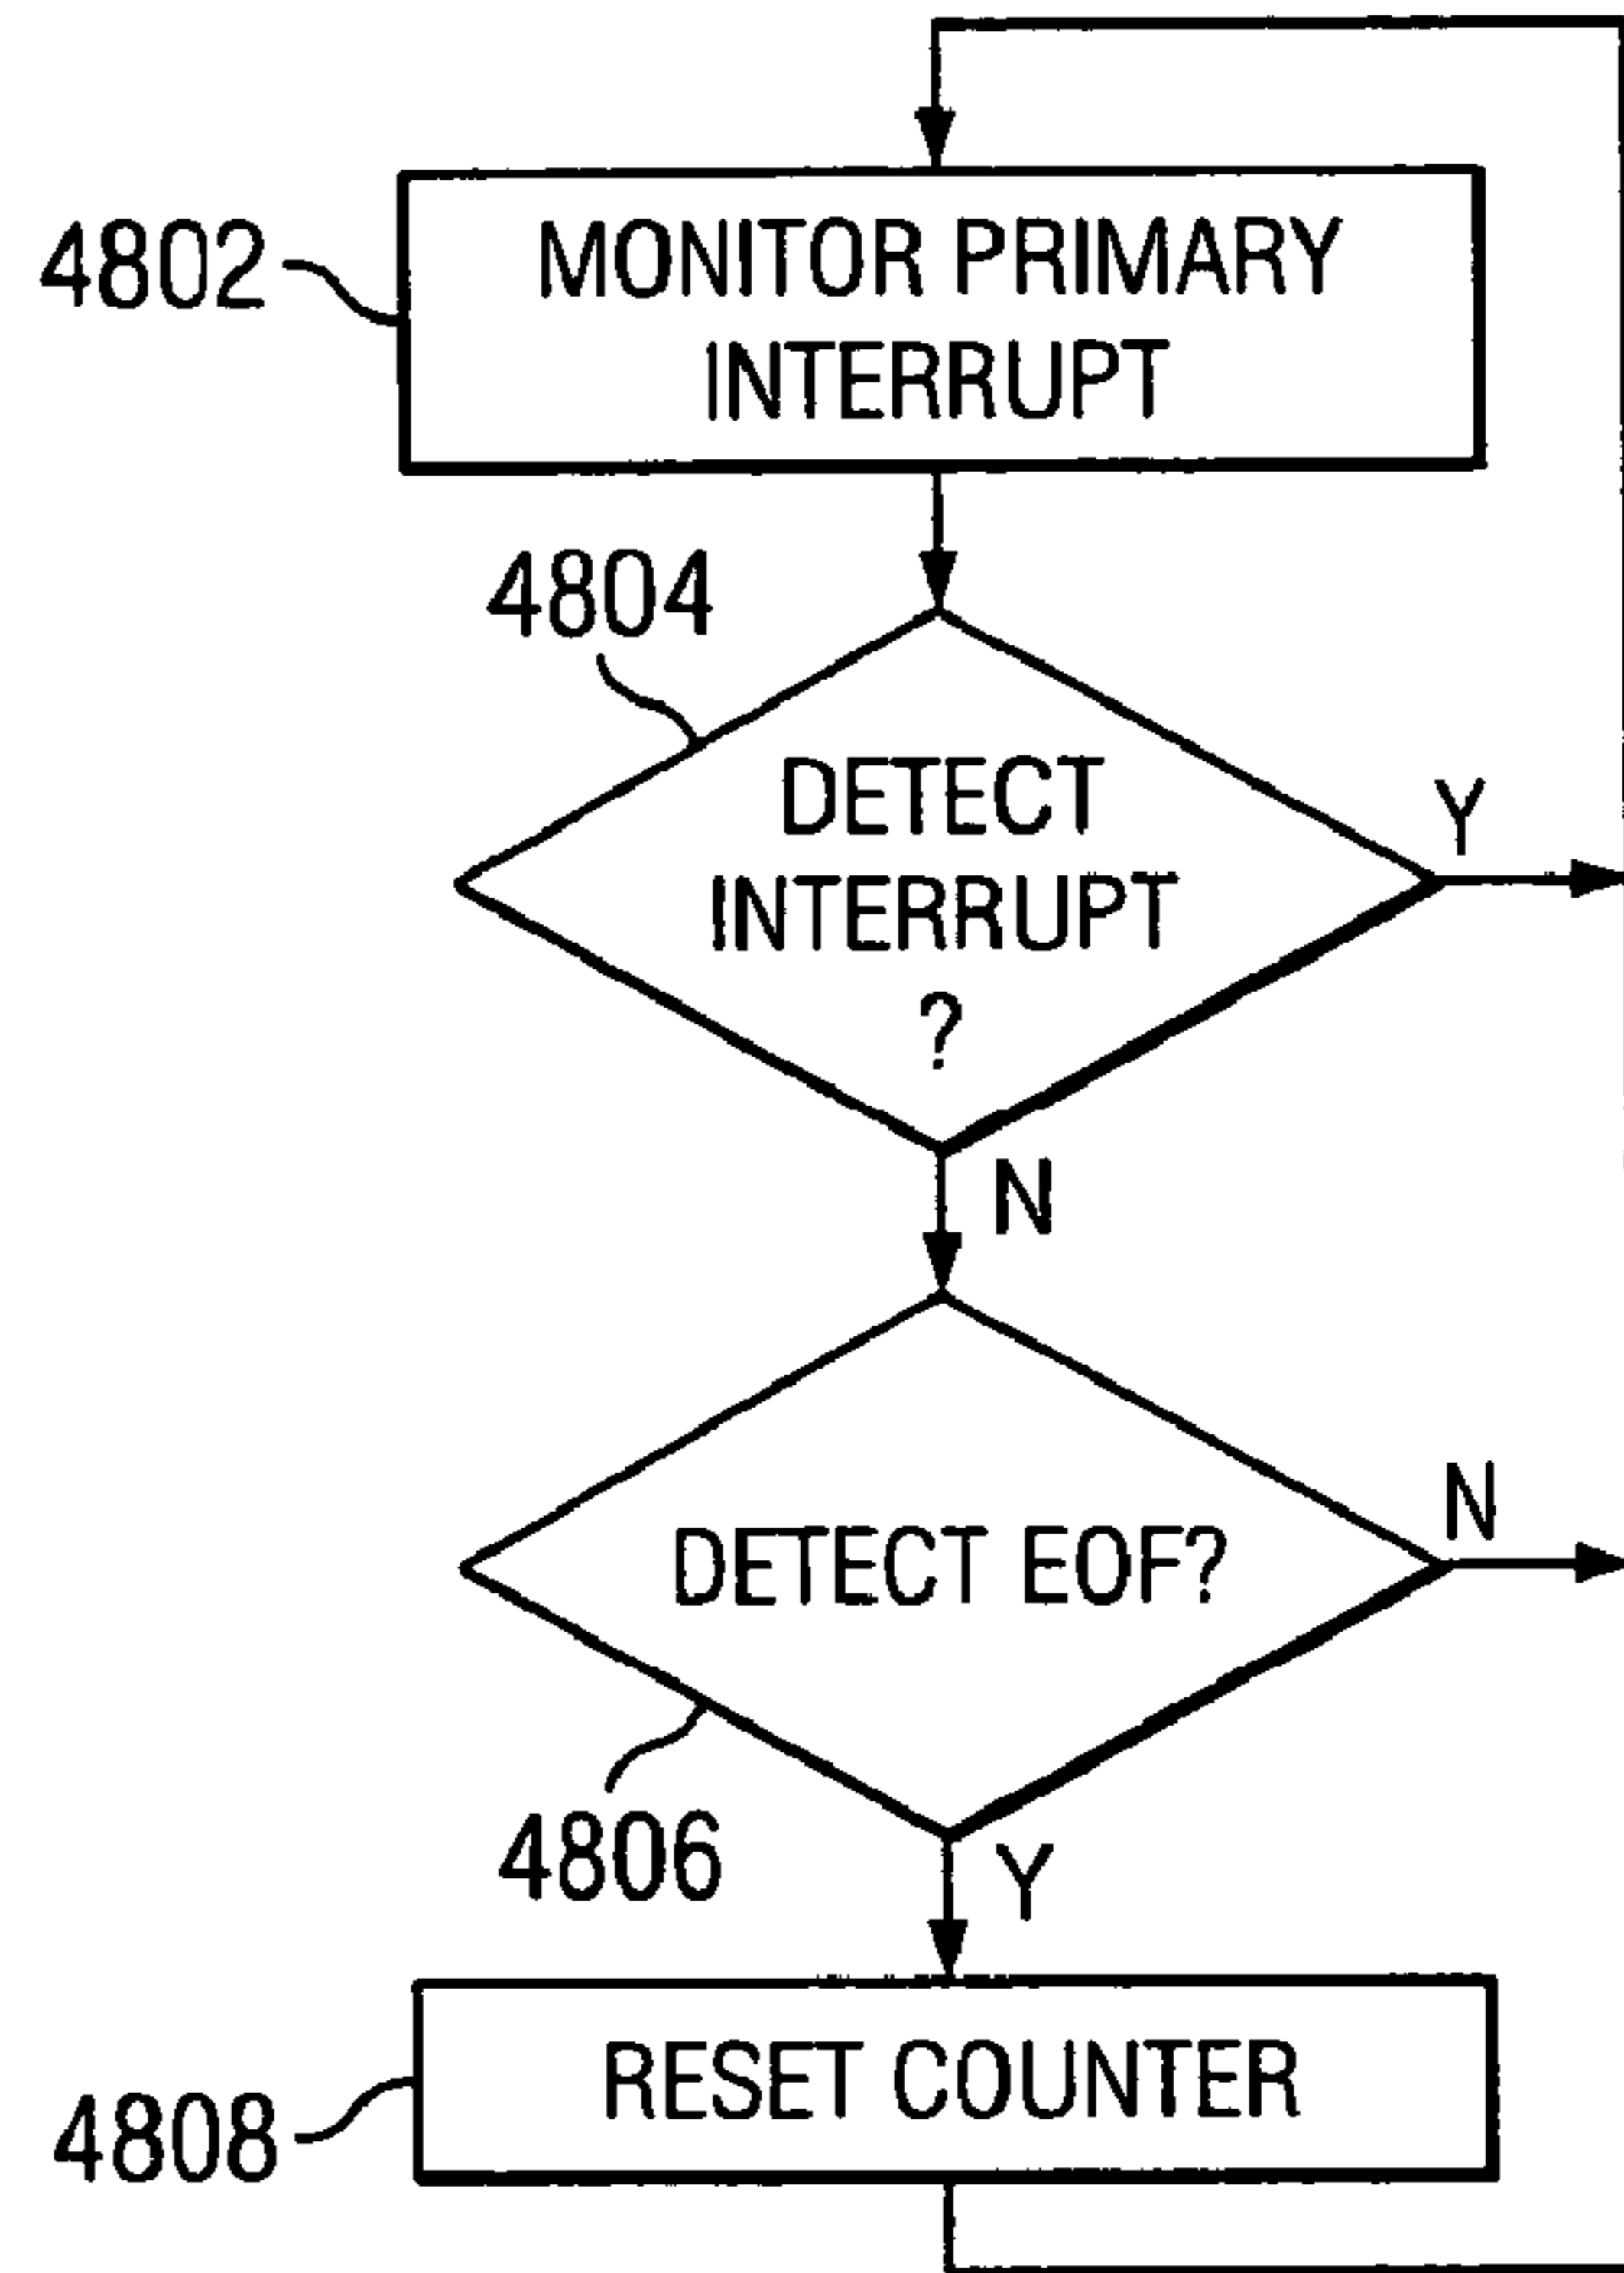 4802
MONITOR PRIMARY
INTERRUPT
4804
DETECT
INTERRUPT
?
Y
N
DETECT EOF?
N
4806
Y
RESET COUNTER
4808